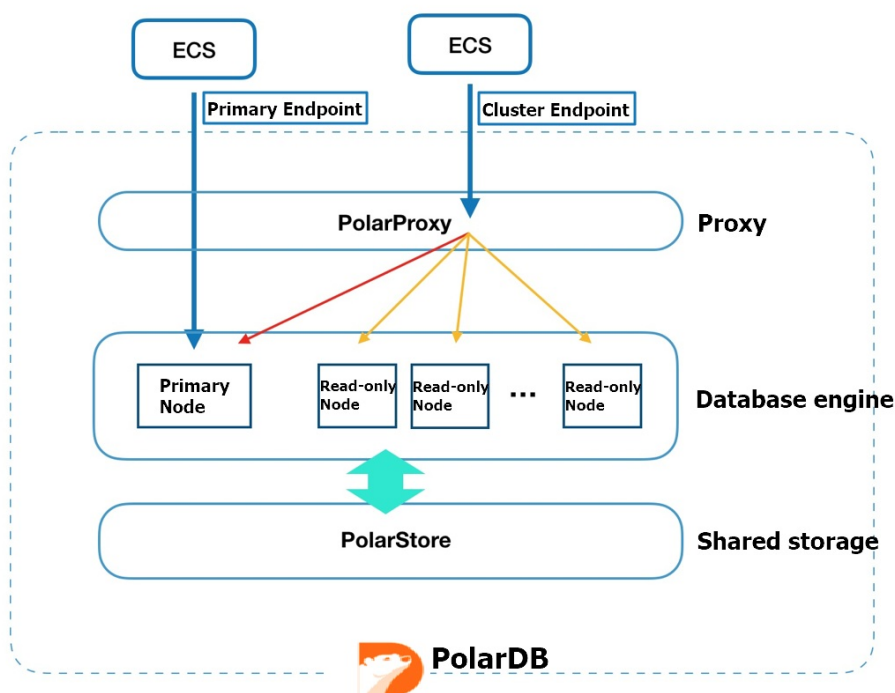 ECS
ECS
Primary Endpoint
Cluster Endpoint
PolarProxy
Proxy
Primary
Node
Read-only
Node
Read-only
Node
...
Read-only
Node
Database engine
PolarStore
Shared storage
PolarDB